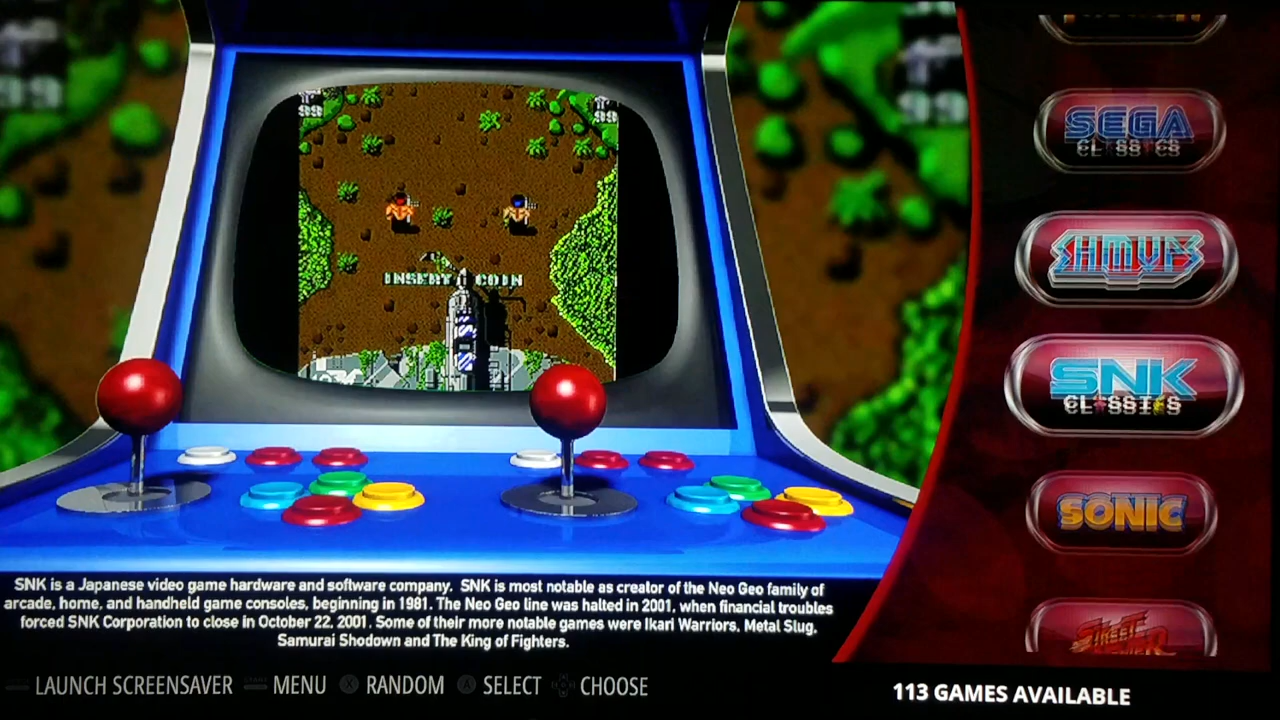 99
99
INSERT COIN
SEGA
CLASSICS
SHMUPS
SNK
CLASSICS
SONIC
STREET
FIGHTER
SNK is a Japanese video game hardware and software company. SNK is most notable as creator of the Neo Geo family of
arcade, home, and handheld game consoles, beginning in 1981. The Neo Geo line was halted in 2001, when financial troubles
forced SNK Corporation to close in October 22, 2001. Some of their more notable games were Ikari Warriors, Metal Slug,
Samurai Shodown and The King of Fighters.
LAUNCH SCREENSAVER MENU X RANDOM A SELECT CHOOSE
113 GAMES AVAILABLE